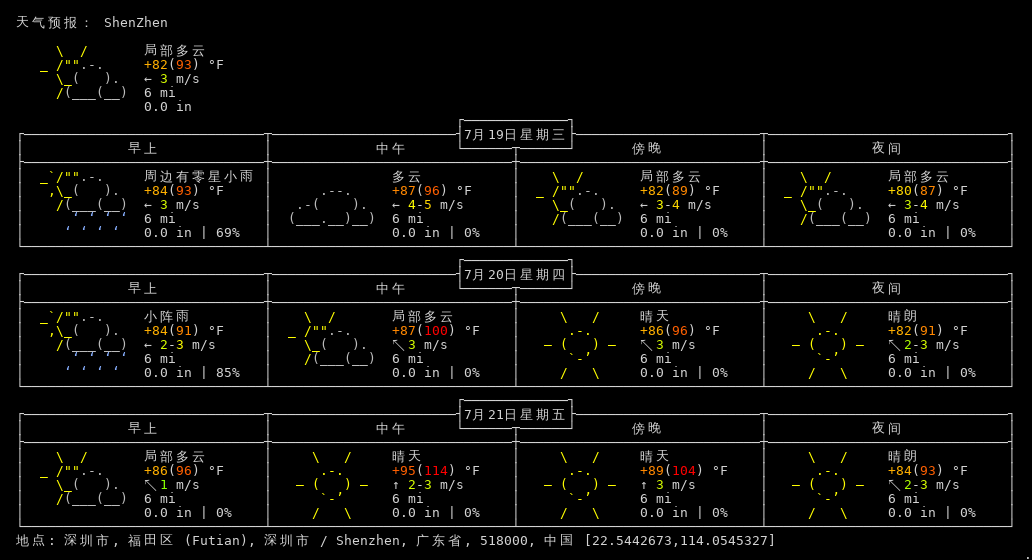 天气预报： ShenZhen
局部多云
+82(93) °F
← 3 m/s
6 mi
0.0 in
7月19日星期三
早上 中午 傍晚 夜间
周边有零星小雨 多云 局部多云 局部多云
+84(93) °F +87(96) °F +82(89) °F +80(87) °F
← 3 m/s ← 4-5 m/s ← 3-4 m/s ← 3-4 m/s
6 mi 6 mi 6 mi 6 mi
0.0 in | 69% 0.0 in | 0% 0.0 in | 0% 0.0 in | 0%
7月20日星期四
早上 中午 傍晚 夜间
小阵雨 局部多云 晴天 晴朗
+84(91) °F +87(100) °F +86(96) °F +82(91) °F
← 2-3 m/s ↖ 3 m/s ↖ 3 m/s ↖ 2-3 m/s
6 mi 6 mi 6 mi 6 mi
0.0 in | 85% 0.0 in | 0% 0.0 in | 0% 0.0 in | 0%
7月21日星期五
早上 中午 傍晚 夜间
局部多云 晴天 晴天 晴朗
+86(96) °F +95(114) °F +89(104) °F +84(93) °F
↖ 1 m/s ↑ 2-3 m/s ↑ 3 m/s ↖ 2-3 m/s
6 mi 6 mi 6 mi 6 mi
0.0 in | 0% 0.0 in | 0% 0.0 in | 0% 0.0 in | 0%
地点: 深圳市, 福田区 (Futian), 深圳市 / Shenzhen, 广东省, 518000, 中国 [22.5442673,114.0545327]